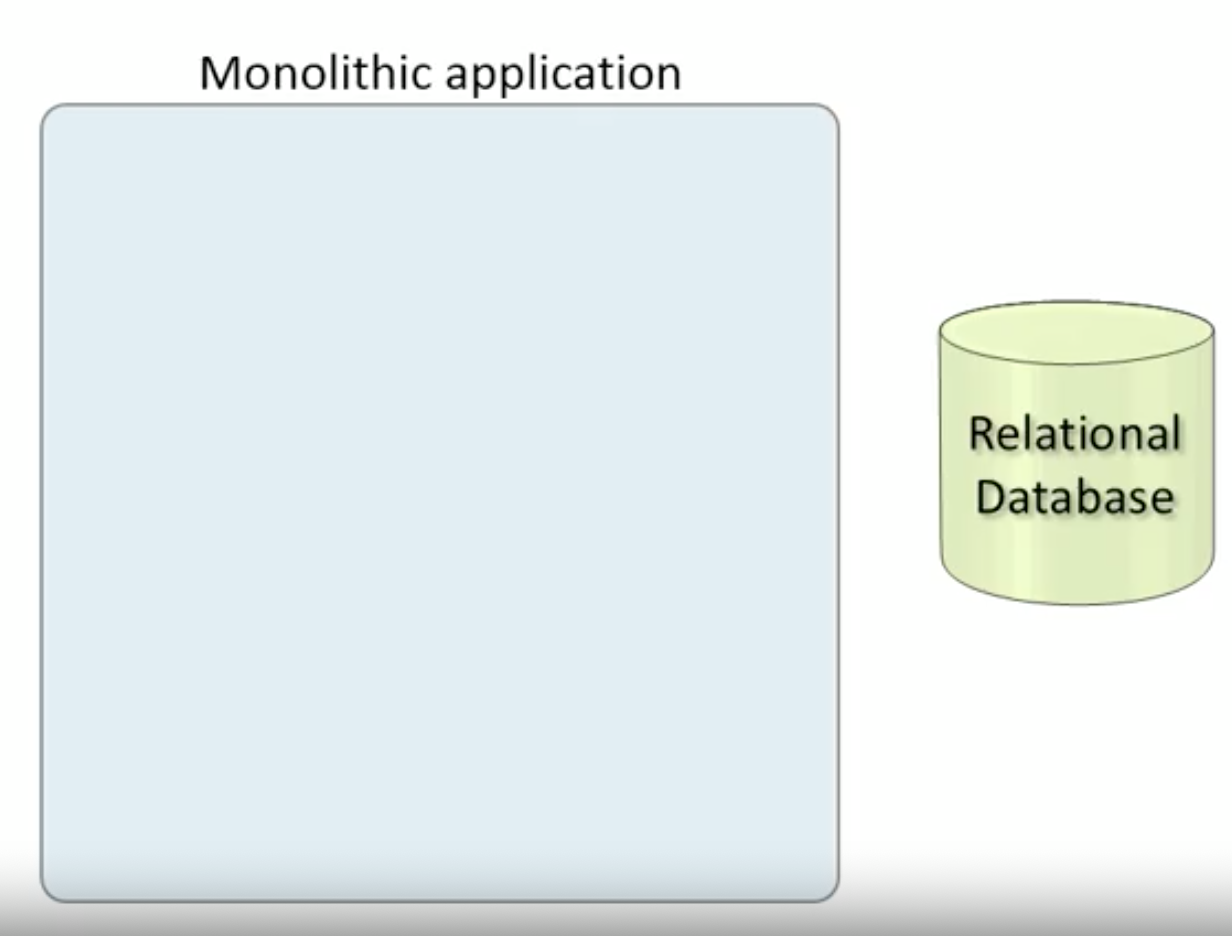 Monolithic application
Relational
Database